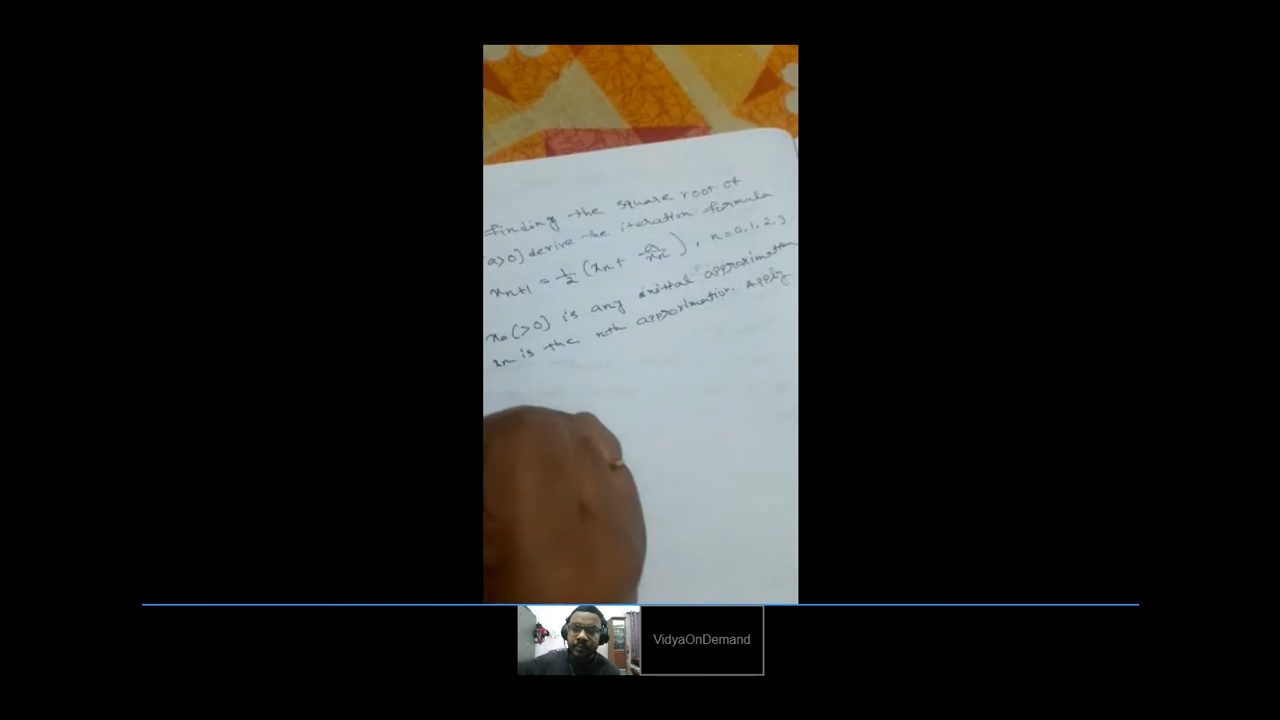 finding the square root of
a>0] derive the iteration formula
xn+1 = 1/2 (xn + a/xn), n=0,1,2,3.
x0 (>0) is any initial approximation
xn is the nth approximation. Apply
VidyaOnDemand